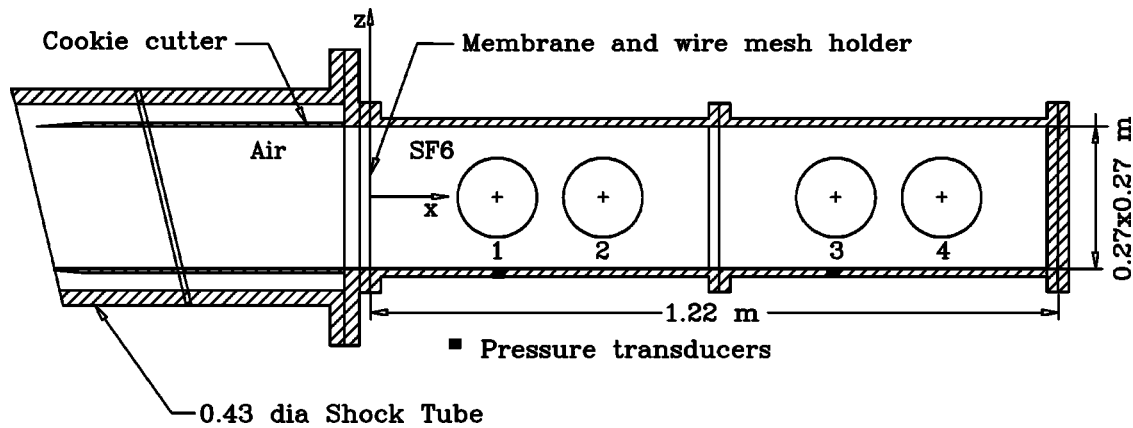 z
Cookie cutter
Membrane and wire mesh holder
Air
SF6
x
1
2
3
4
0.27x0.27 m
1.22 m
Pressure transducers
0.43 dia Shock Tube